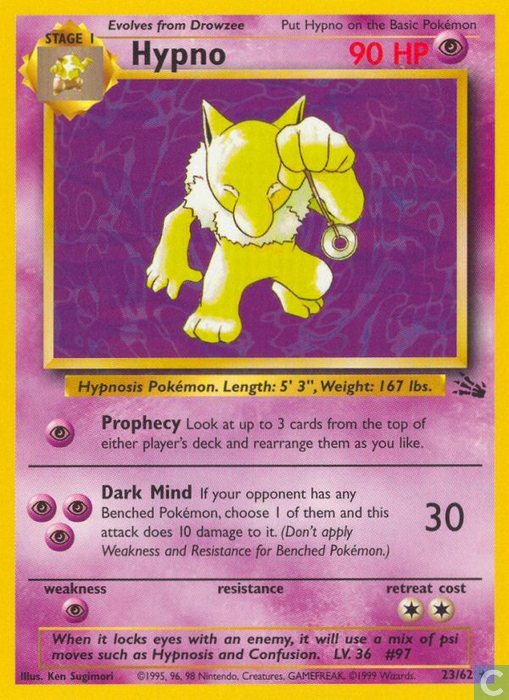 Evolves from Drowzee Put Hypno on the Basic Pokémon
STAGE 1
Hypno 90 HP
Hypnosis Pokémon. Length: 5' 3", Weight: 167 lbs.
Prophecy Look at up to 3 cards from the top of
either player's deck and rearrange them as you like.
Dark Mind If your opponent has any
Benched Pokémon, choose 1 of them and this
attack does 10 damage to it. (Don't apply
Weakness and Resistance for Benched Pokémon.)
30
weakness resistance retreat cost
When it locks eyes with an enemy, it will use a mix of psi
moves such as Hypnosis and Confusion. LV. 36 #97
Illus. Ken Sugimori ©1995, 96, 98 Nintendo, Creatures, GAMEFREAK. ©1999 Wizards. 23/62
C